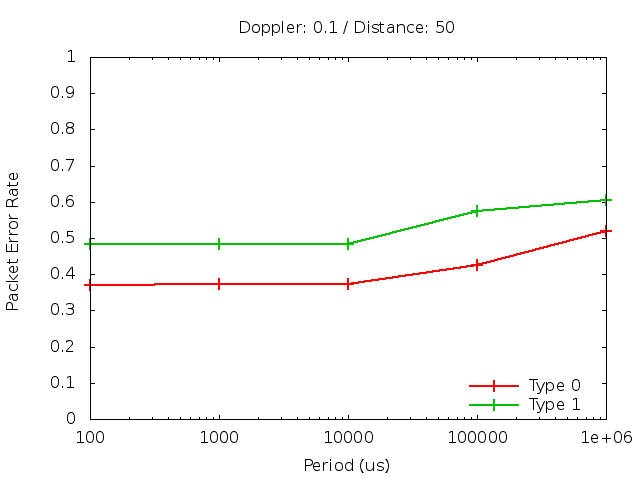 Doppler: 0.1 / Distance: 50
1
0.9
0.8
0.7
0.6
0.5
0.4
0.3
0.2
0.1
0
Packet Error Rate
Type 0
Type 1
100 1000 10000 100000 1e+06
Period (us)